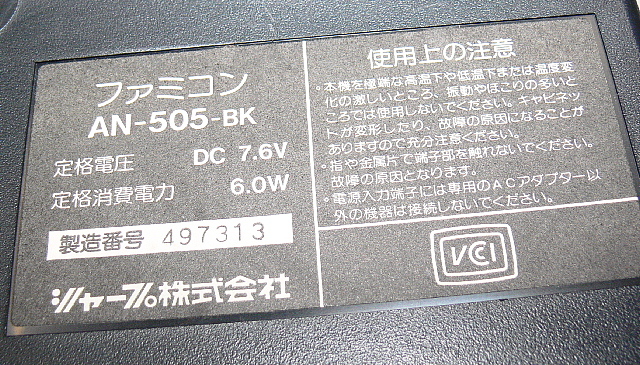 ファミコン
AN-505-BK
定格電圧 DC 7.6V
定格消費電力 6.0W
製造番号 497313
シャープ株式会社
使用上の注意
・本機を極端な高温下や低温下または温度変
化の激しいところ、振動やほこりの多いと
ころでは使用しないでください。キャビネッ
トが変形したり、故障の原因になることが
ありますので充分注意ください。
・指や金属片で端子部を触れないでください。
故障の原因となります。
・電源入力端子には専用のACアダプター以
外の機器は接続しないでください。
VCCI